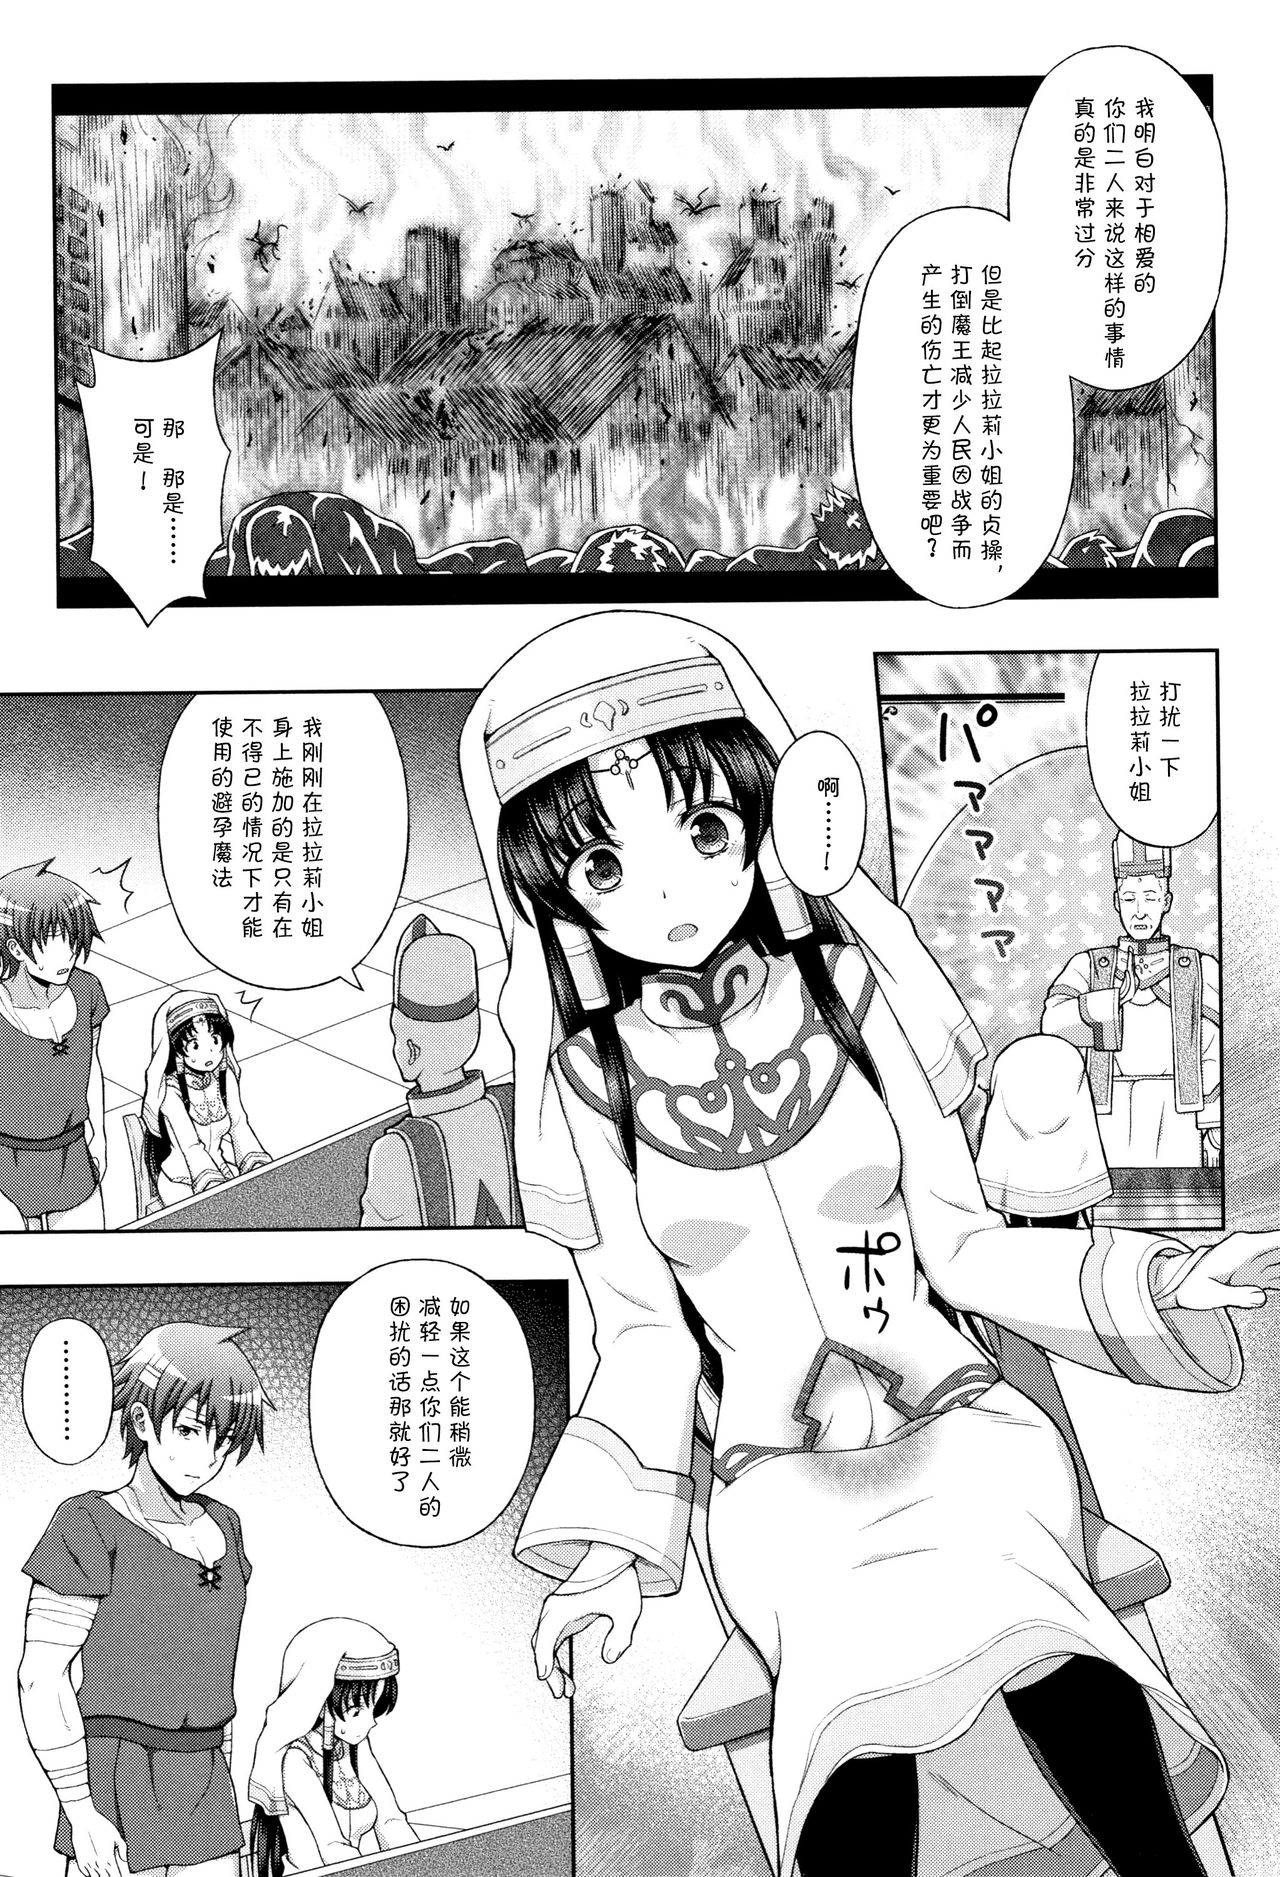 我明白对于相爱的
你们二人来说这样的事情
真的是非常过分
但是比起拉拉莉小姐的贞操，
打倒魔王减少人民因战争而
产生的伤亡才更为重要吧？
那 那是……
可是！
打扰一下
拉拉莉小姐
パァァァァァ
啊……！
ポゥ
我刚刚在拉拉莉小姐
身上施加的是只有在
不得已的情况下才能
使用的避孕魔法
如果这个能稍微
减轻一点你们二人的
困扰的话那就好了
………